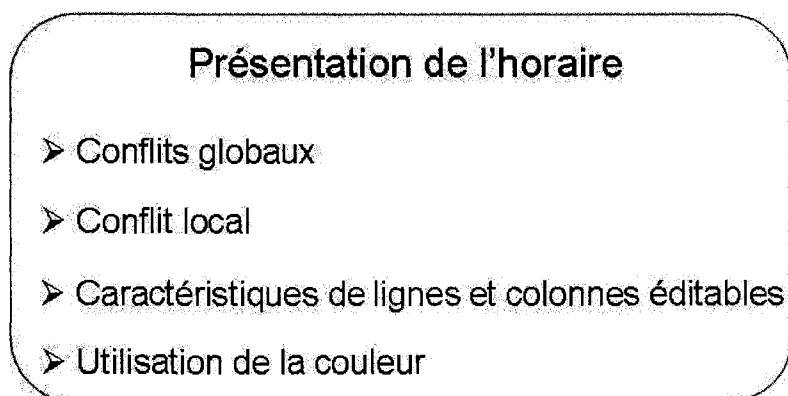 Présentation de l'horaire
➤ Conflits globaux
➤ Conflit local
➤ Caractéristiques de lignes et colonnes éditables
➤ Utilisation de la couleur